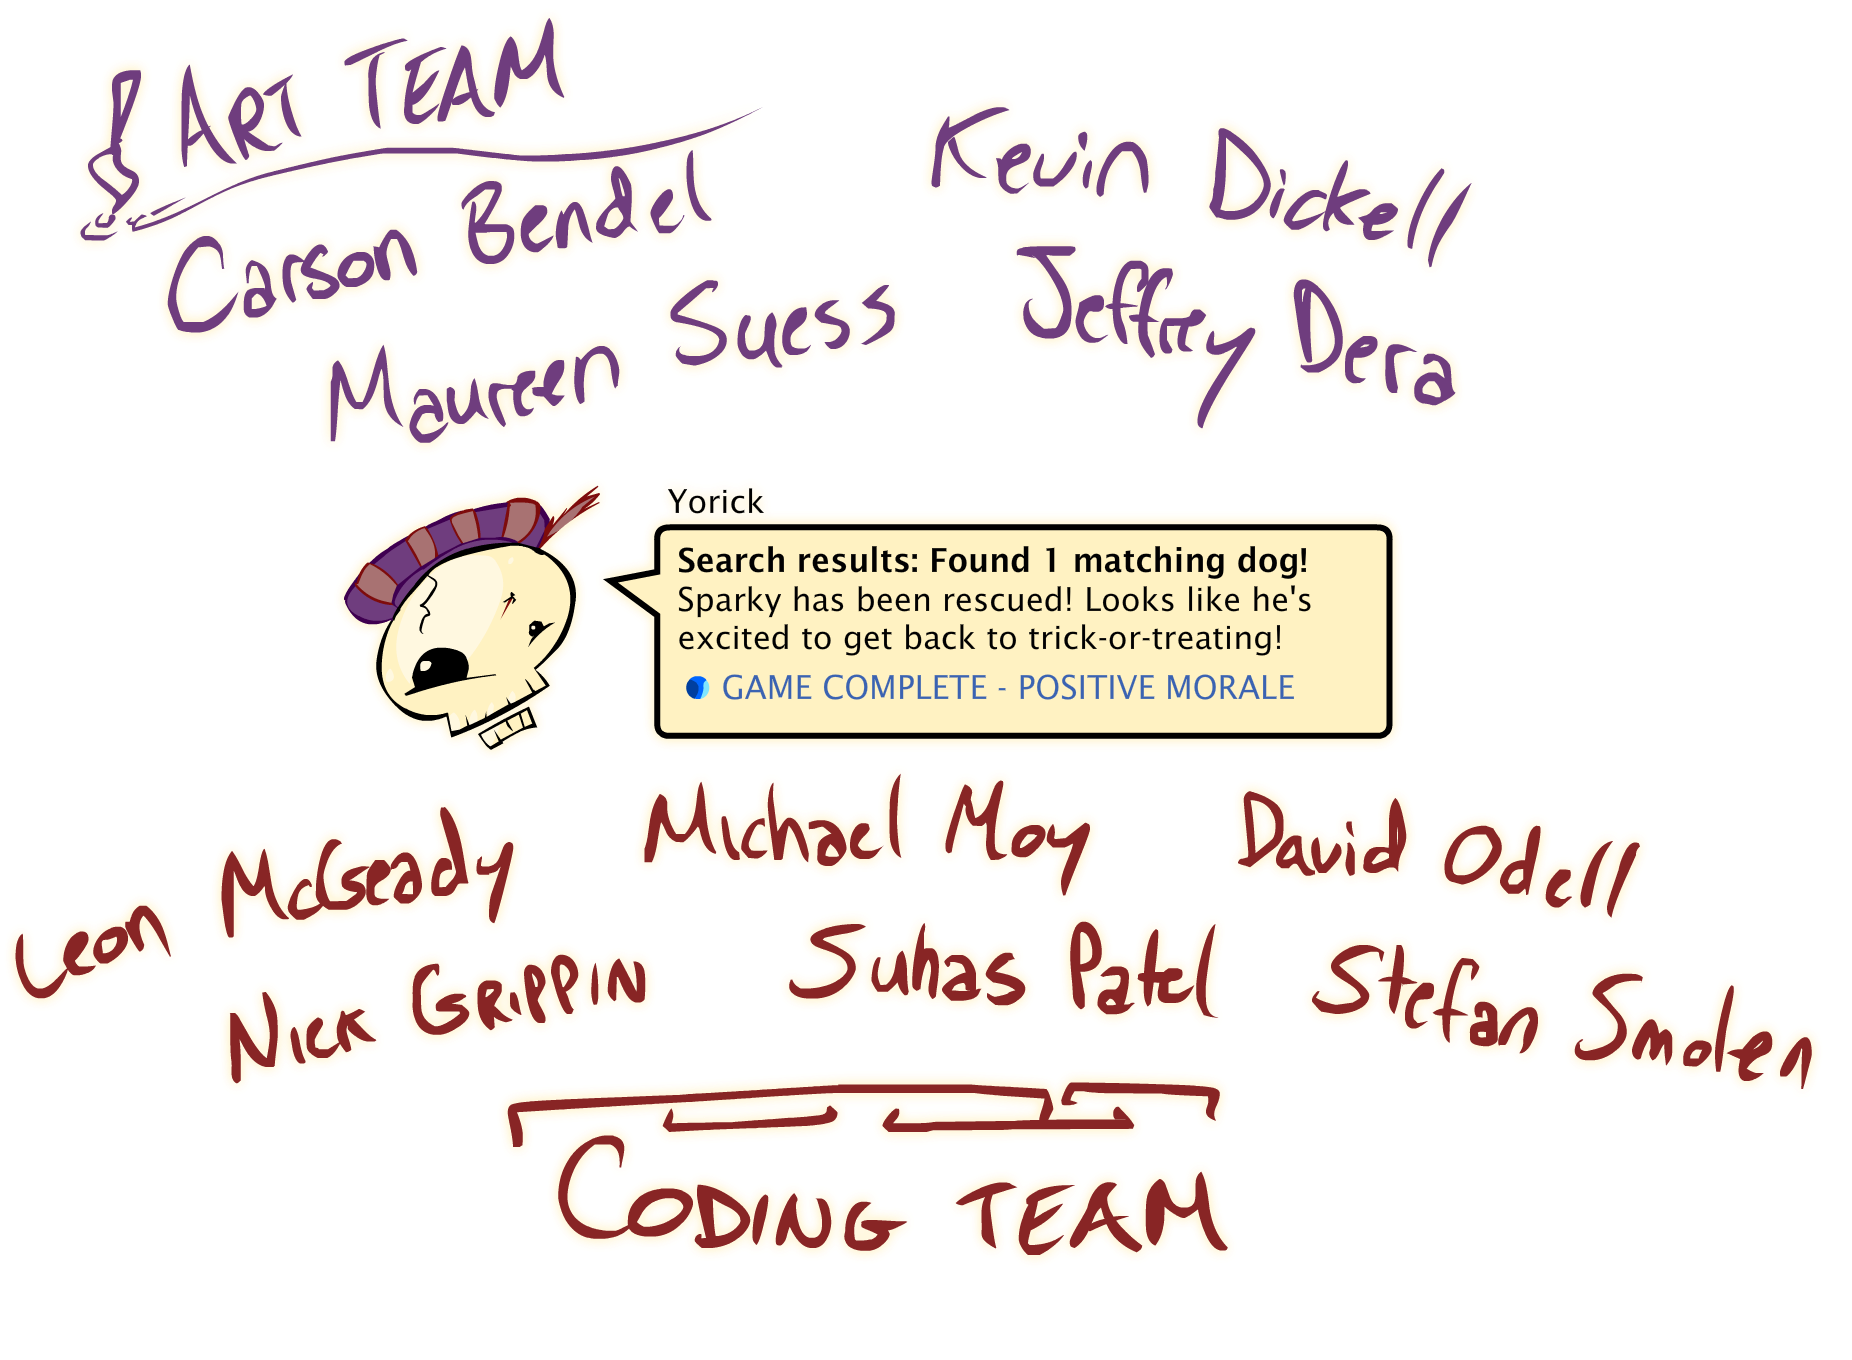 ART TEAM
Carson Bendel
Kevin Dickell
Maureen Suess
Jeffrey Dera
Yorick
Search results: Found 1 matching dog!
Sparky has been rescued! Looks like he's
excited to get back to trick-or-treating!
GAME COMPLETE - POSITIVE MORALE
Leon McGeady
Michael Moy
David Odell
Nick GRIPPIN
Suhas Patel
Stefan Smolen
CODING TEAM